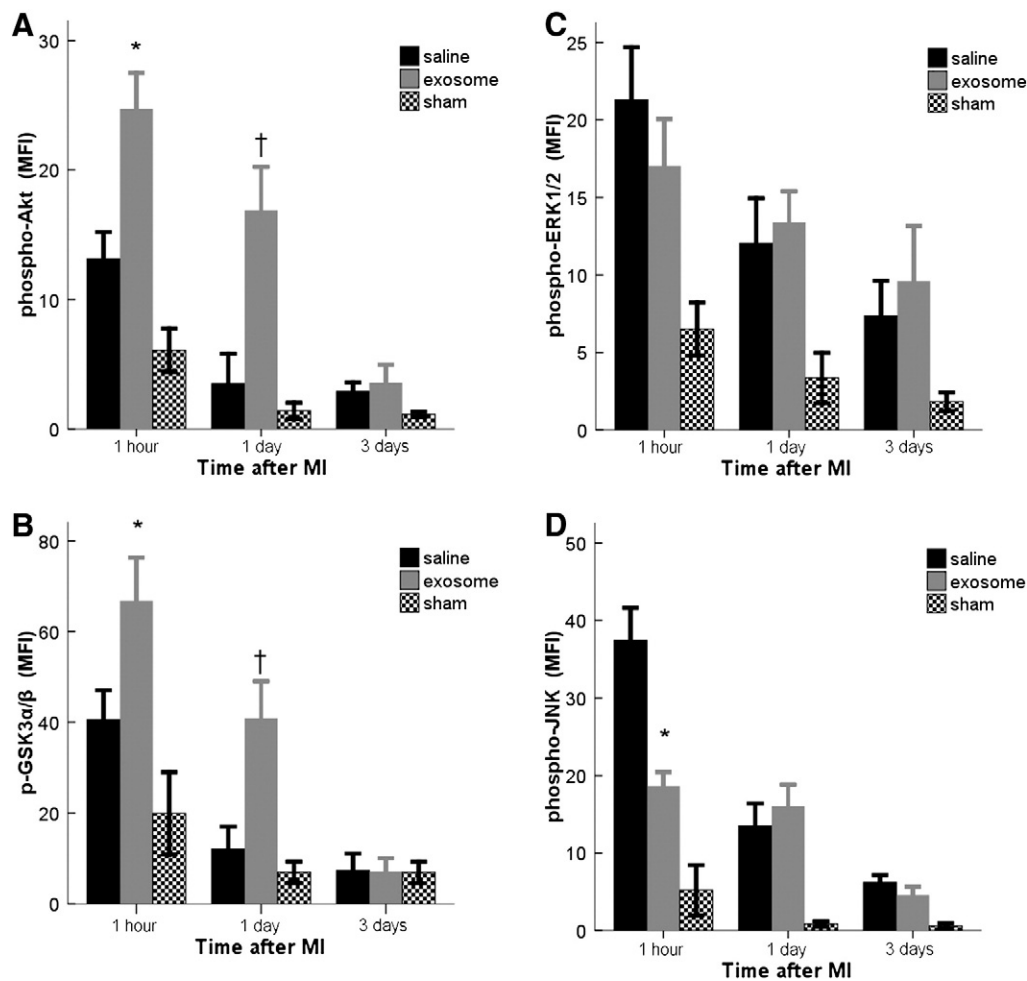 A
phospho-Akt (MFI)
30
20
10
0
*
†
saline
exosome
sham
1 hour 1 day 3 days
Time after MI
C
phospho-ERK1/2 (MFI)
25
20
15
10
5
0
saline
exosome
sham
1 hour 1 day 3 days
Time after MI
B
p-GSK3α/β (MFI)
80
60
40
20
0
*
†
saline
exosome
sham
1 hour 1 day 3 days
Time after MI
D
phospho-JNK (MFI)
50
40
30
20
10
0
*
saline
exosome
sham
1 hour 1 day 3 days
Time after MI